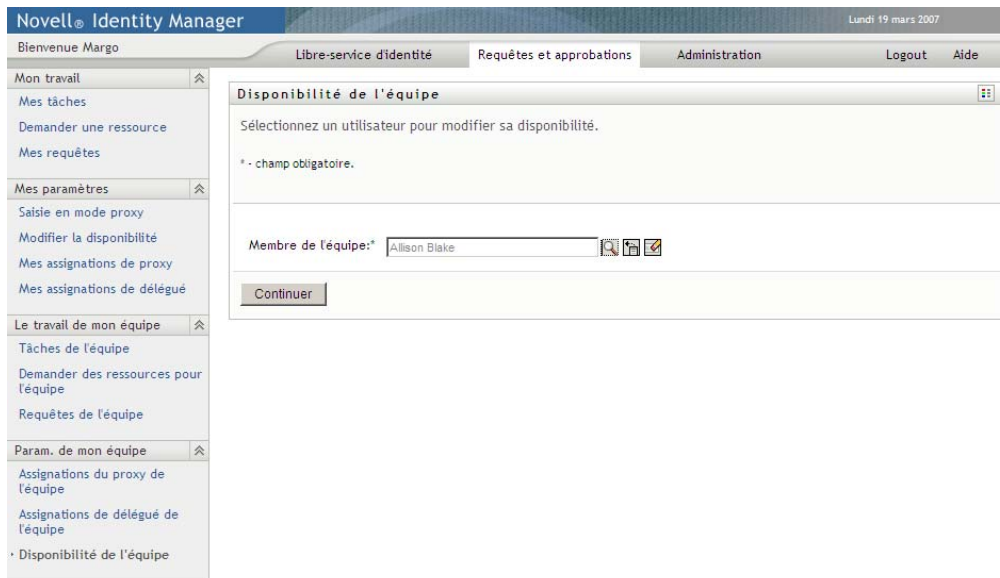 Novell® Identity Manager
Lundi 19 mars 2007
Bienvenue Margo
Libre-service d'identité
Requêtes et approbations
Administration
Logout
Aide
Mon travail
Mes tâches
Demander une ressource
Mes requêtes
Mes paramètres
Saisie en mode proxy
Modifier la disponibilité
Mes assignations de proxy
Mes assignations de délégué
Le travail de mon équipe
Tâches de l'équipe
Demander des ressources pour
l'équipe
Requêtes de l'équipe
Param. de mon équipe
Assignations du proxy de
l'équipe
Assignations de délégué de
l'équipe
Disponibilité de l'équipe
Disponibilité de l'équipe
Sélectionnez un utilisateur pour modifier sa disponibilité.
* - champ obligatoire.
Membre de l'équipe:*
Allison Blake
Continuer